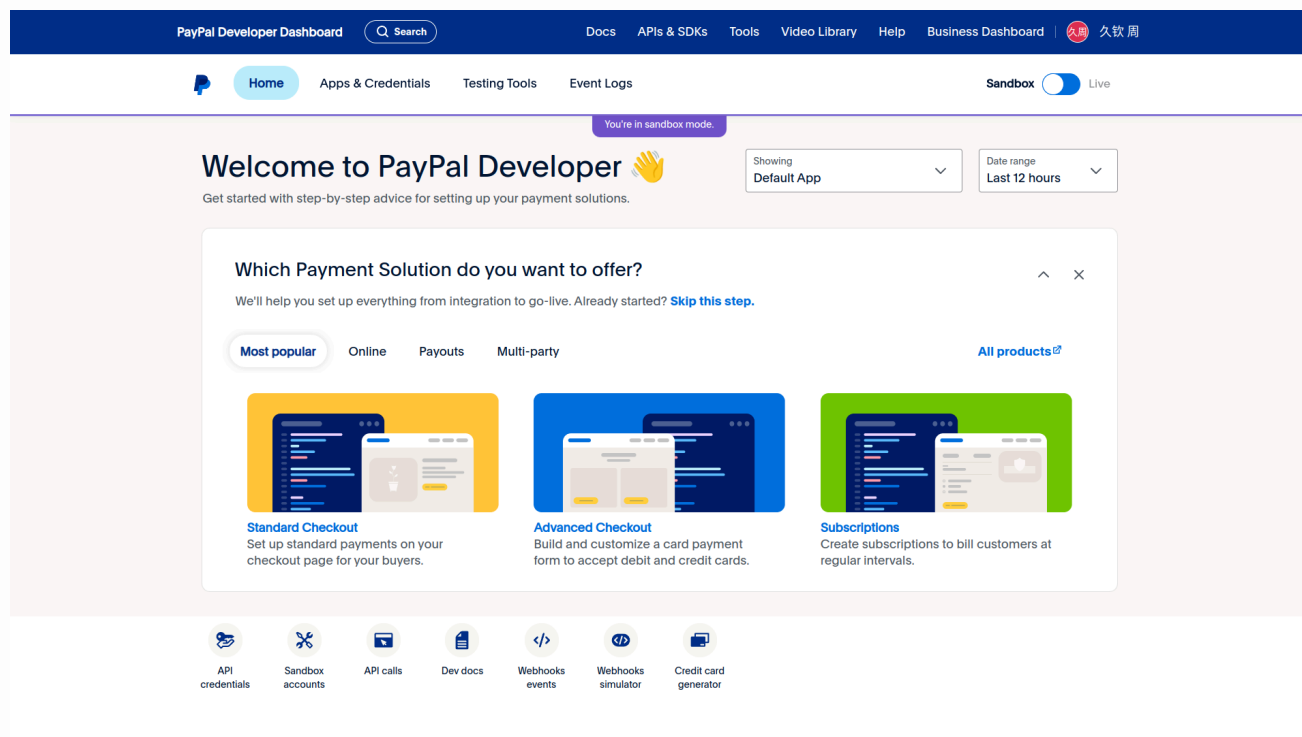 PayPal Developer Dashboard
Search
Docs
APIs & SDKs
Tools
Video Library
Help
Business Dashboard
久周
久钦 周
Home
Apps & Credentials
Testing Tools
Event Logs
Sandbox
Live
You're in sandbox mode.
Welcome to PayPal Developer 👋
Get started with step-by-step advice for setting up your payment solutions.
Showing
Default App
Date range
Last 12 hours
Which Payment Solution do you want to offer?
We'll help you set up everything from integration to go-live. Already started? Skip this step.
Most popular
Online
Payouts
Multi-party
All products
Standard Checkout
Set up standard payments on your
checkout page for your buyers.
Advanced Checkout
Build and customize a card payment
form to accept debit and credit cards.
Subscriptions
Create subscriptions to bill customers at
regular intervals.
API
credentials
Sandbox
accounts
API calls
Dev docs
Webhooks
events
Webhooks
simulator
Credit card
generator